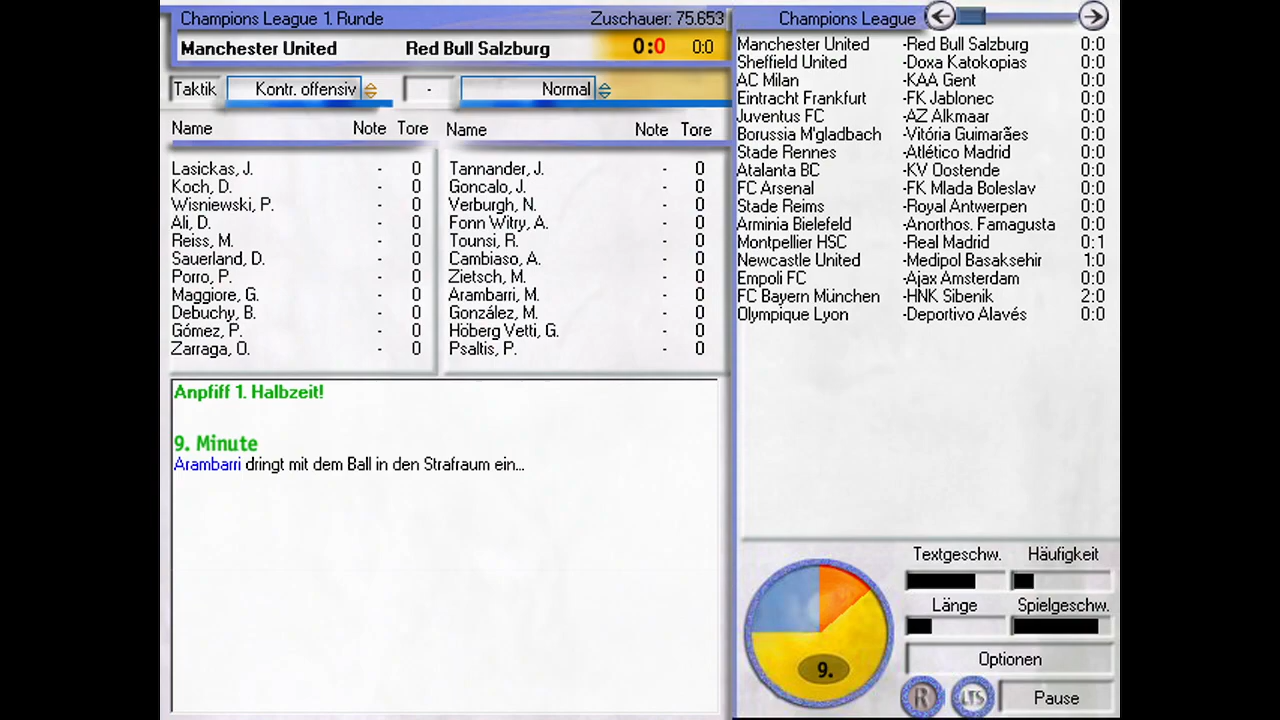 Champions League 1. Runde Zuschauer: 75.653
Manchester United Red Bull Salzburg 0:0 0:0
Taktik Kontr. offensiv - Normal
Name Note Tore Name Note Tore
Lasickas, J. - 0 Tannander, J. - 0
Koch, D. - 0 Goncalo, J. - 0
Wisniewski, P. - 0 Verburgh, N. - 0
Ali, D. - 0 Fonn Witry, A. - 0
Reiss, M. - 0 Tounsi, R. - 0
Sauerland, D. - 0 Cambiaso, A. - 0
Porro, P. - 0 Zietsch, M. - 0
Maggiore, G. - 0 Arambarri, M. - 0
Debuchy, B. - 0 González, M. - 0
Gómez, P. - 0 Höberg Vetti, G. - 0
Zarraga, O. - 0 Psaltis, P. - 0
Anpfiff 1. Halbzeit!
9. Minute
Arambarri dringt mit dem Ball in den Strafraum ein...
Champions League
Manchester United -Red Bull Salzburg 0:0
Sheffield United -Doxa Katokopias 0:0
AC Milan -KAA Gent 0:0
Eintracht Frankfurt -FK Jablonec 0:0
Juventus FC -AZ Alkmaar 0:0
Borussia M'gladbach -Vitória Guimarães 0:0
Stade Rennes -Atlético Madrid 0:0
Atalanta BC -KV Oostende 0:0
FC Arsenal -FK Mlada Boleslav 0:0
Stade Reims -Royal Antwerpen 0:0
Arminia Bielefeld -Anorthos. Famagusta 0:0
Montpellier HSC -Real Madrid 0:1
Newcastle United -Medipol Basaksehir 1:0
Empoli FC -Ajax Amsterdam 0:0
FC Bayern München -HNK Sibenik 2:0
Olympique Lyon -Deportivo Alavés 0:0
Textgeschw. Häufigkeit
Länge Spielgeschw.
Optionen
9.
R LTS Pause